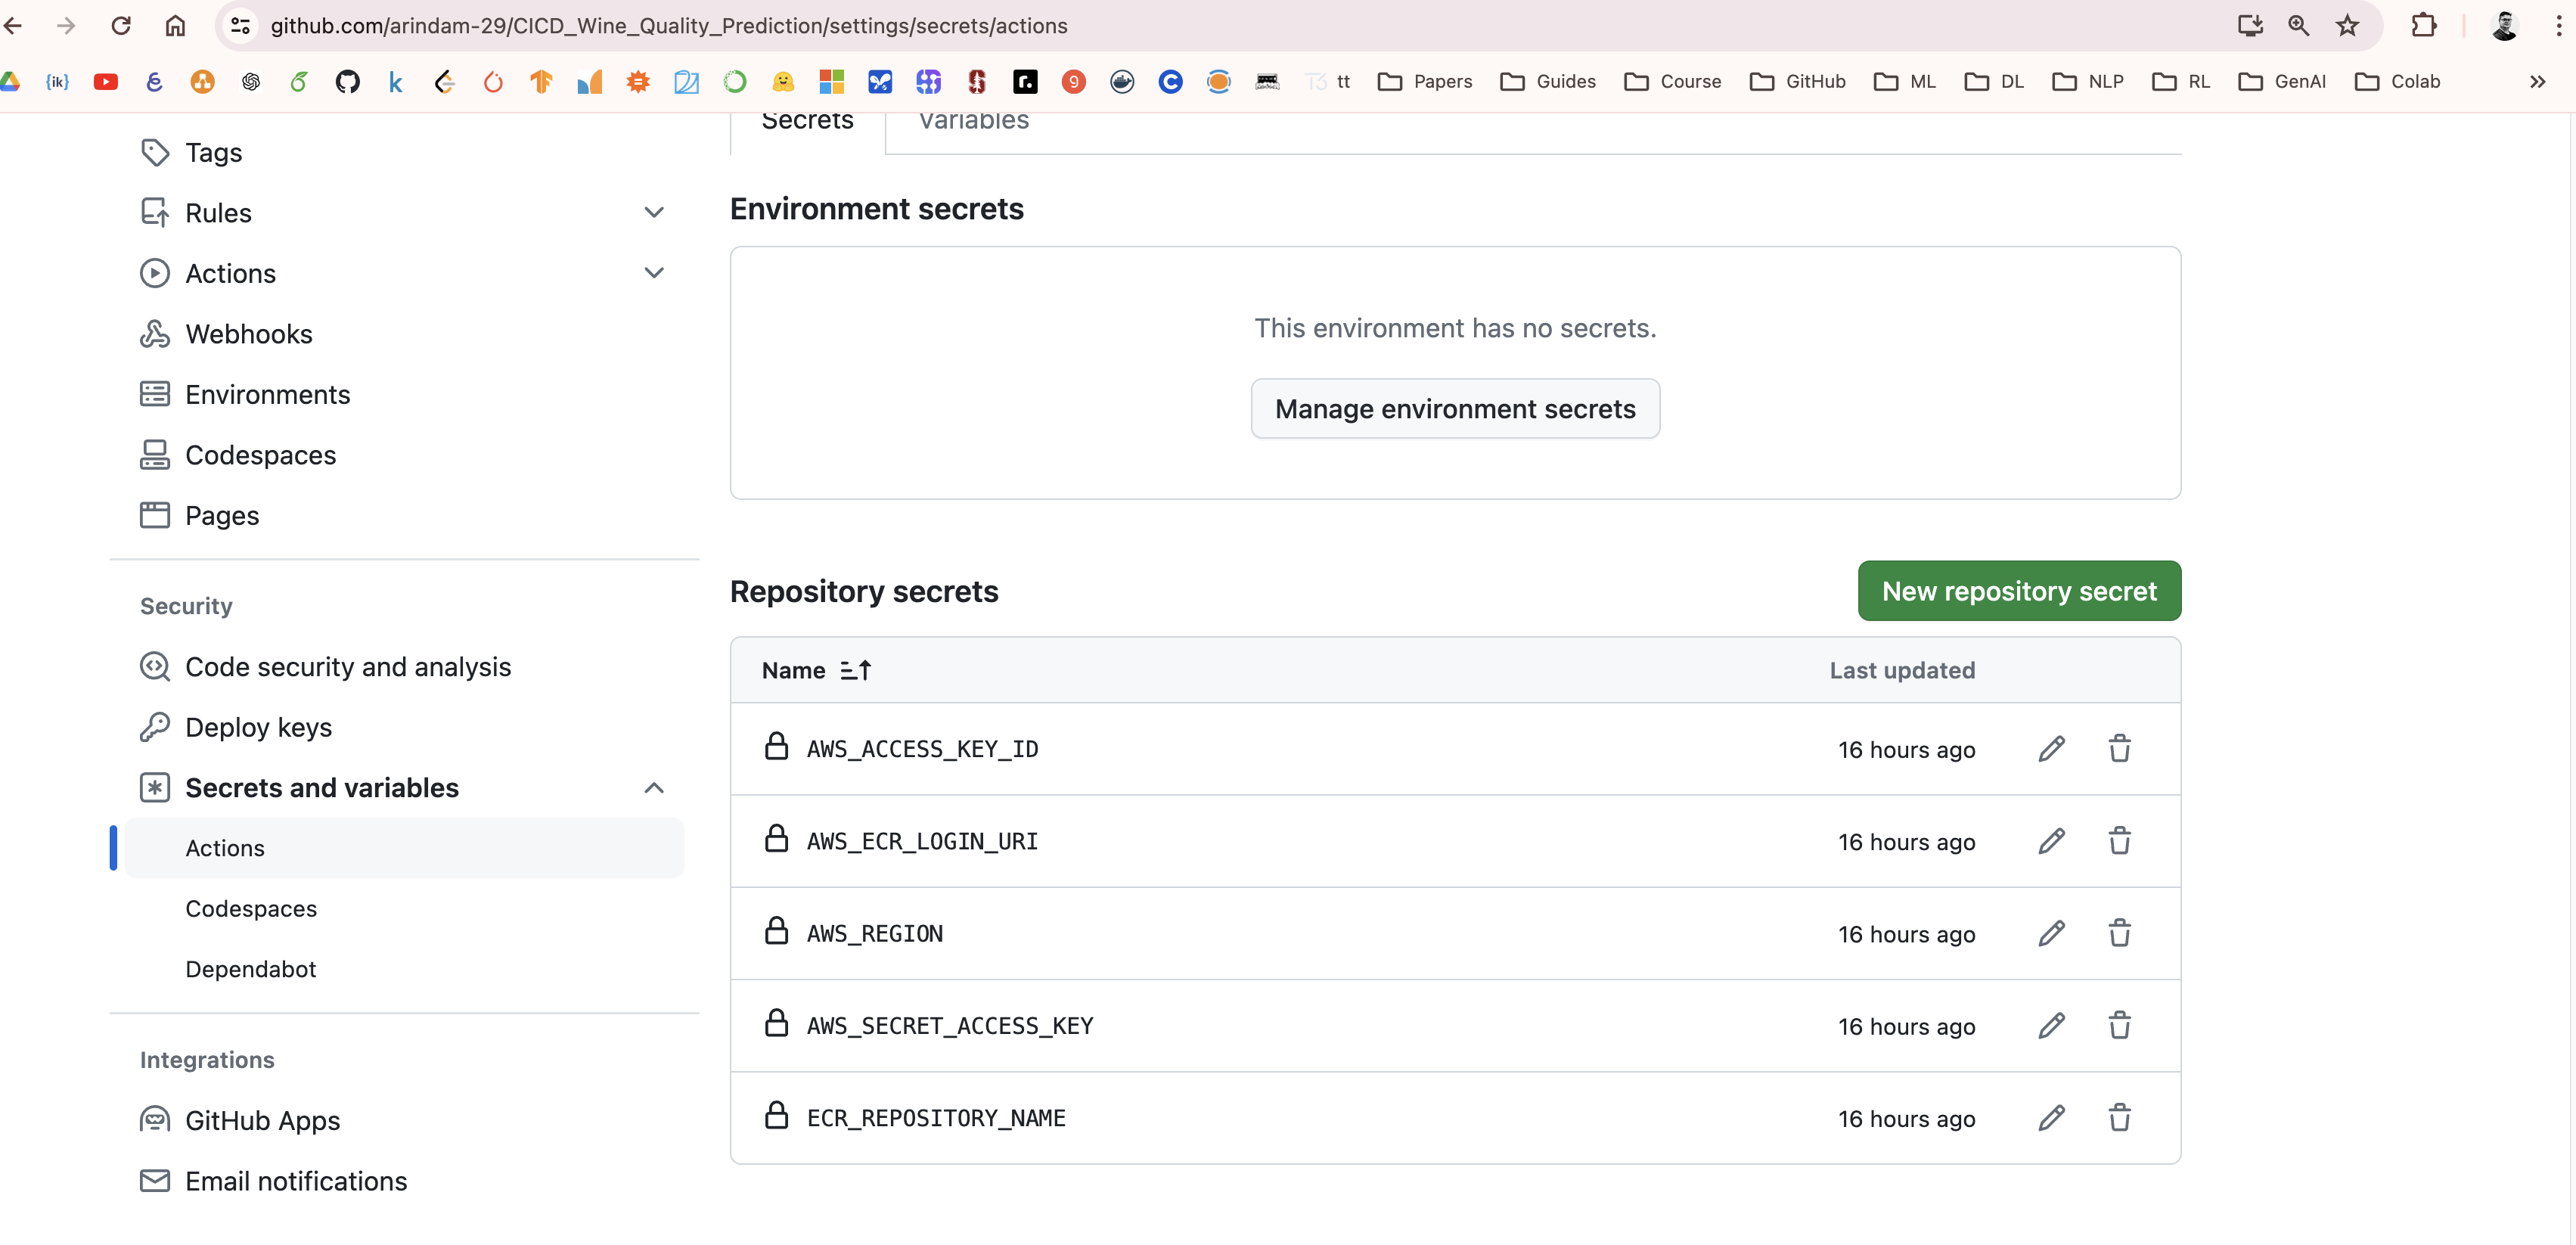 github.com/arindam-29/CICD_Wine_Quality_Prediction/settings/secrets/actions
{ik} k 9 r. T3 tt Papers Guides Course GitHub ML DL NLP RL GenAI Colab »
Secrets Variables
Tags
Rules
Actions
Webhooks
Environments
Codespaces
Pages
Security
Code security and analysis
Deploy keys
Secrets and variables
Actions
Codespaces
Dependabot
Integrations
GitHub Apps
Email notifications
Environment secrets
This environment has no secrets.
Manage environment secrets
Repository secrets
New repository secret
Name Last updated
AWS_ACCESS_KEY_ID 16 hours ago
AWS_ECR_LOGIN_URI 16 hours ago
AWS_REGION 16 hours ago
AWS_SECRET_ACCESS_KEY 16 hours ago
ECR_REPOSITORY_NAME 16 hours ago